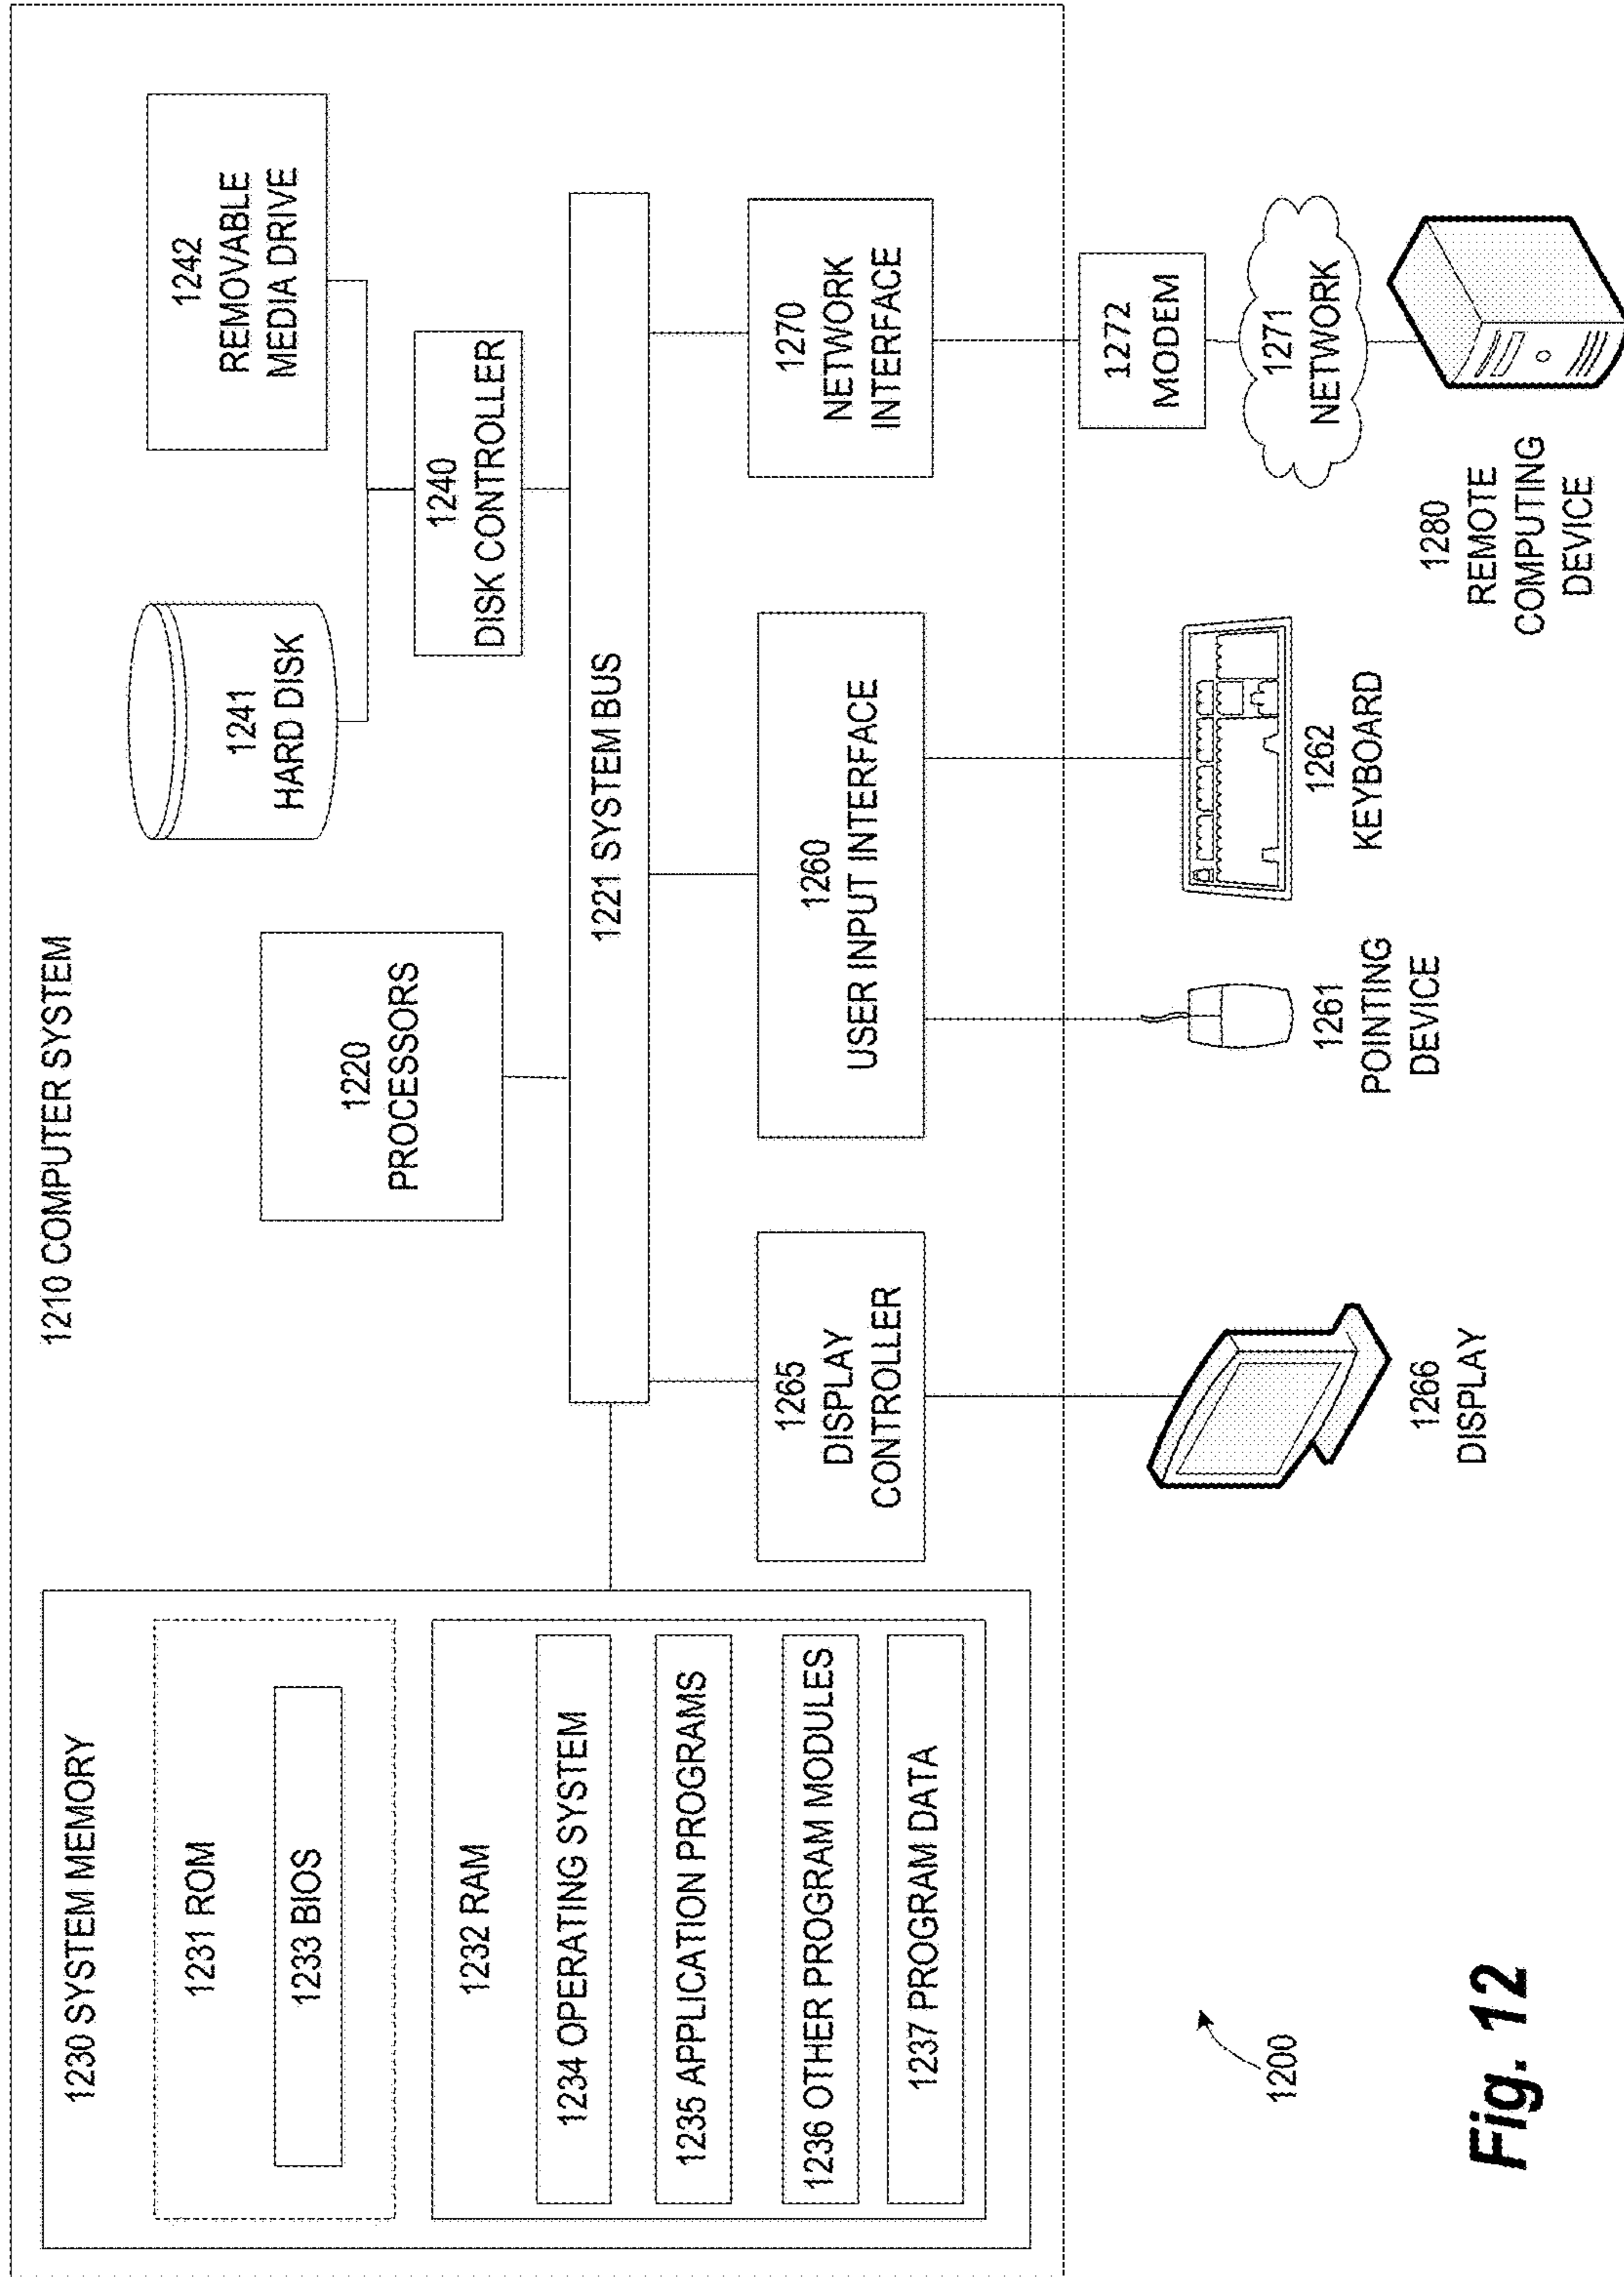 1210 COMPUTER SYSTEM
1230 SYSTEM MEMORY
1231 ROM
1233 BIOS
1232 RAM
1234 OPERATING SYSTEM
1235 APPLICATION PROGRAMS
1236 OTHER PROGRAM MODULES
1237 PROGRAM DATA
1220
PROCESSORS
1241
HARD DISK
1242
REMOVABLE
MEDIA DRIVE
1240
DISK CONTROLLER
1221 SYSTEM BUS
1265
DISPLAY
CONTROLLER
1260
USER INPUT INTERFACE
1270
NETWORK
INTERFACE
1272
MODEM
1271
NETWORK
1266
DISPLAY
1261
POINTING
DEVICE
1262
KEYBOARD
1280
REMOTE
COMPUTING
DEVICE
1200
Fig. 12